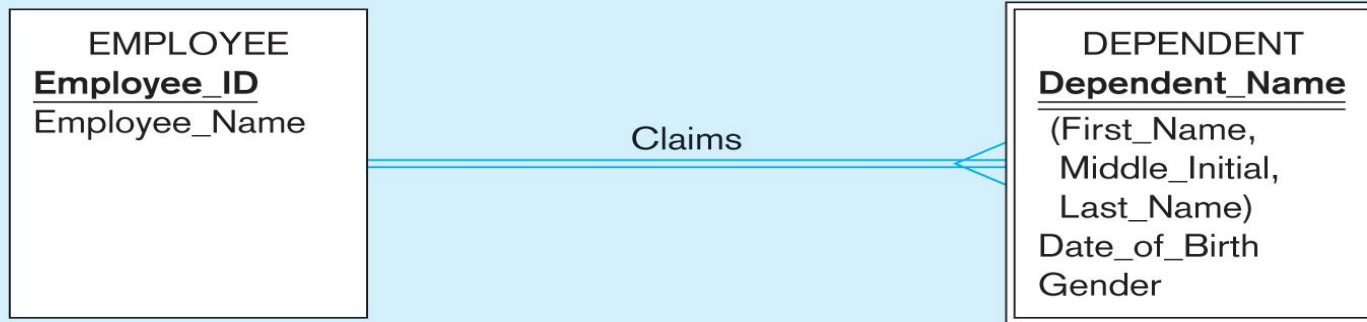 EMPLOYEE
Employee_ID
Employee_Name
Claims
DEPENDENT
Dependent_Name
(First_Name,
Middle_Initial,
Last_Name)
Date_of_Birth
Gender